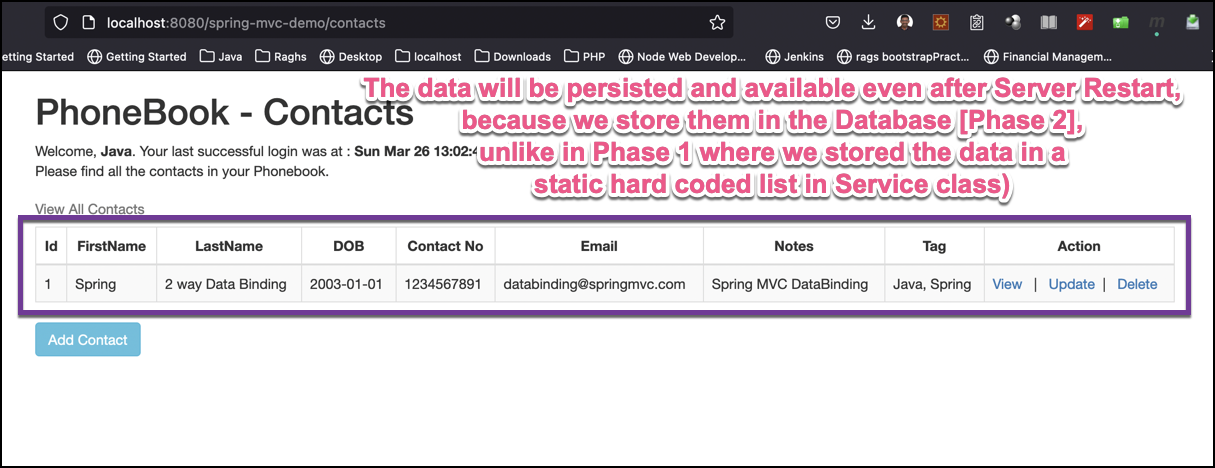 localhost:8080/spring-mvc-demo/contacts
etting Started Getting Started Java Raghs Desktop localhost Downloads PHP Node Web Develop... Jenkins rags bootstrapPract... Financial Managem...
The data will be persisted and available even after Server Restart,
because we store them in the Database [Phase 2],
unlike in Phase 1 where we stored the data in a
static hard coded list in Service class)
PhoneBook - Contacts
Welcome, Java. Your last successful login was at : Sun Mar 26 13:02:4
Please find all the contacts in your Phonebook.
View All Contacts
Id FirstName LastName DOB Contact No Email Notes Tag Action
1 Spring 2 way Data Binding 2003-01-01 1234567891 databinding@springmvc.com Spring MVC DataBinding Java, Spring View | Update | Delete
Add Contact